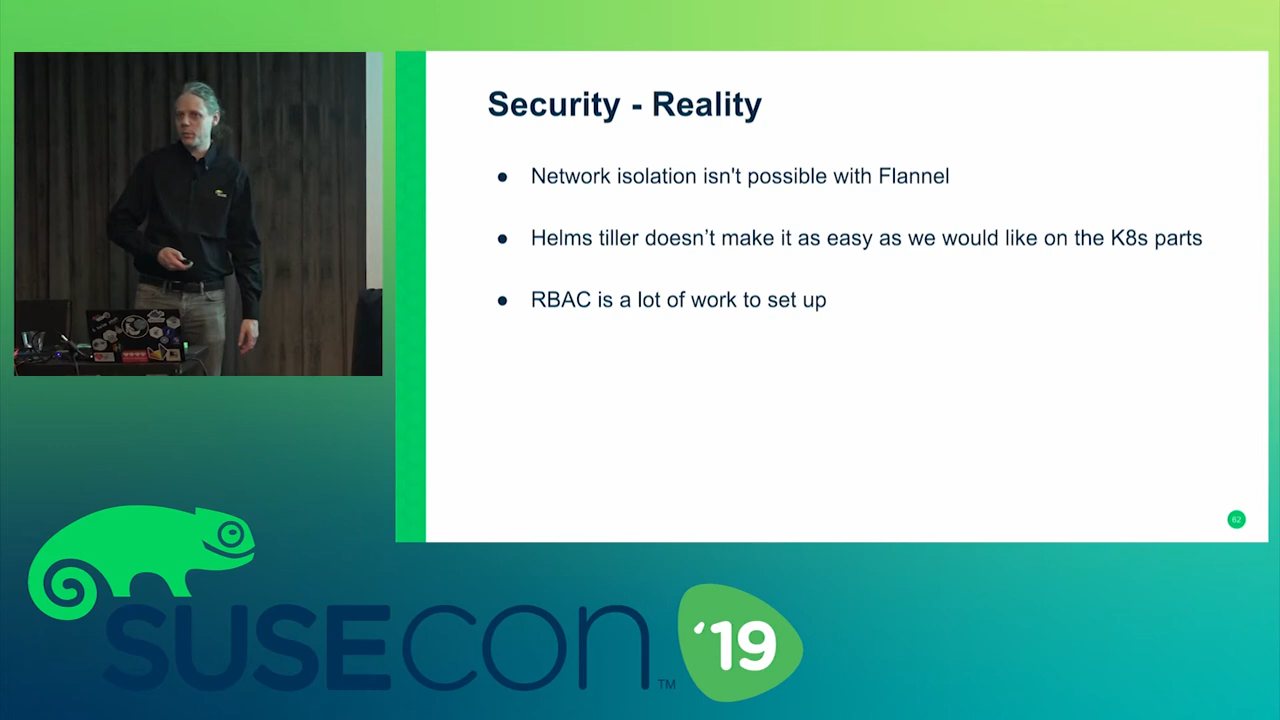 Security - Reality
● Network isolation isn't possible with Flannel
● Helms tiller doesn’t make it as easy as we would like on the K8s parts
● RBAC is a lot of work to set up
62
SUSECON TM '19